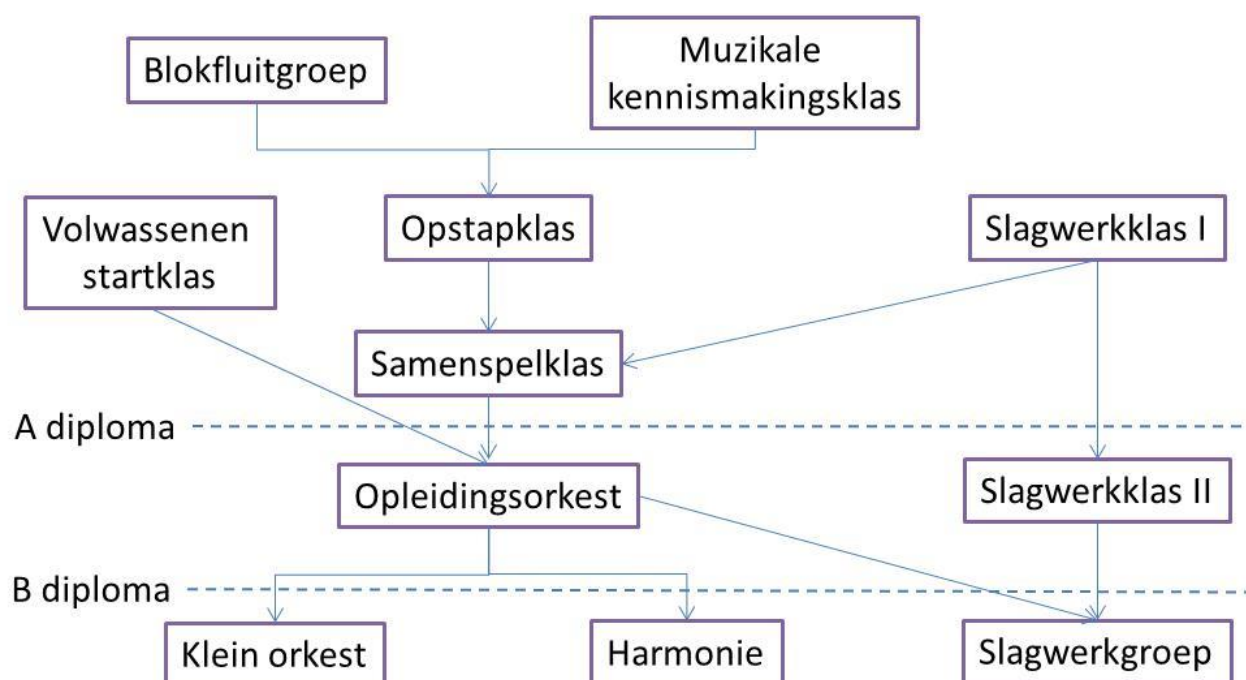 Blokfluitgroep
Muzikale
kennismakingsklas
Volwassenen
startklas
Opstapklas
Slagwerkklas I
Samenspelklas
A diploma
Opleidingsorkest
Slagwerkklas II
B diploma
Klein orkest
Harmonie
Slagwerkgroep